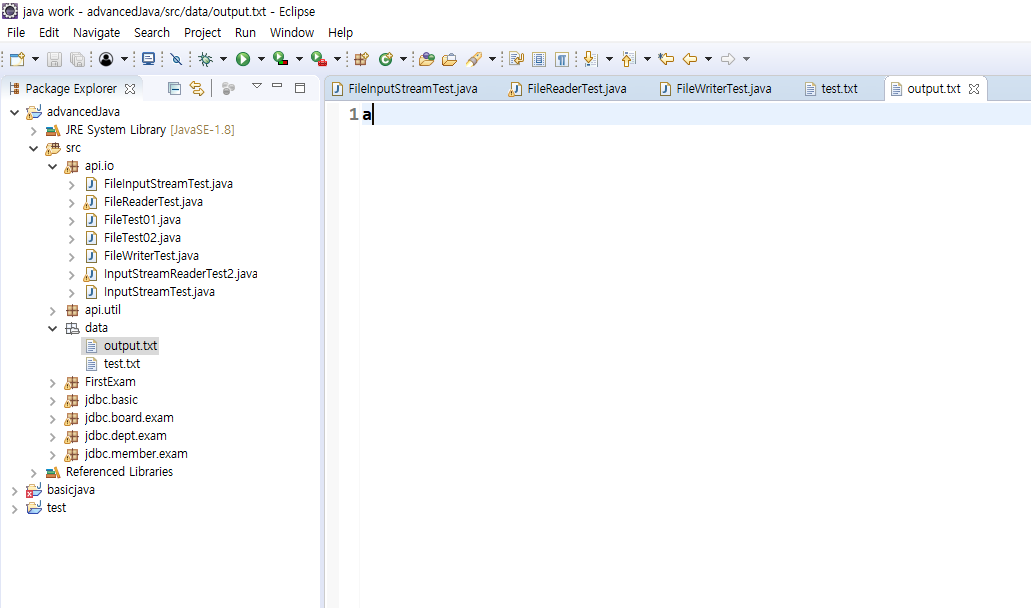 java work - advancedJava/src/data/output.txt - Eclipse
File Edit Navigate Search Project Run Window Help
Package Explorer
FileInputStreamTest.java FileReaderTest.java FileWriterTest.java test.txt output.txt
1 a
advancedJava
JRE System Library [JavaSE-1.8]
src
api.io
FileInputStreamTest.java
FileReaderTest.java
FileTest01.java
FileTest02.java
FileWriterTest.java
InputStreamReaderTest2.java
InputStreamTest.java
api.util
data
output.txt
test.txt
FirstExam
jdbc.basic
jdbc.board.exam
jdbc.dept.exam
jdbc.member.exam
Referenced Libraries
basicjava
test